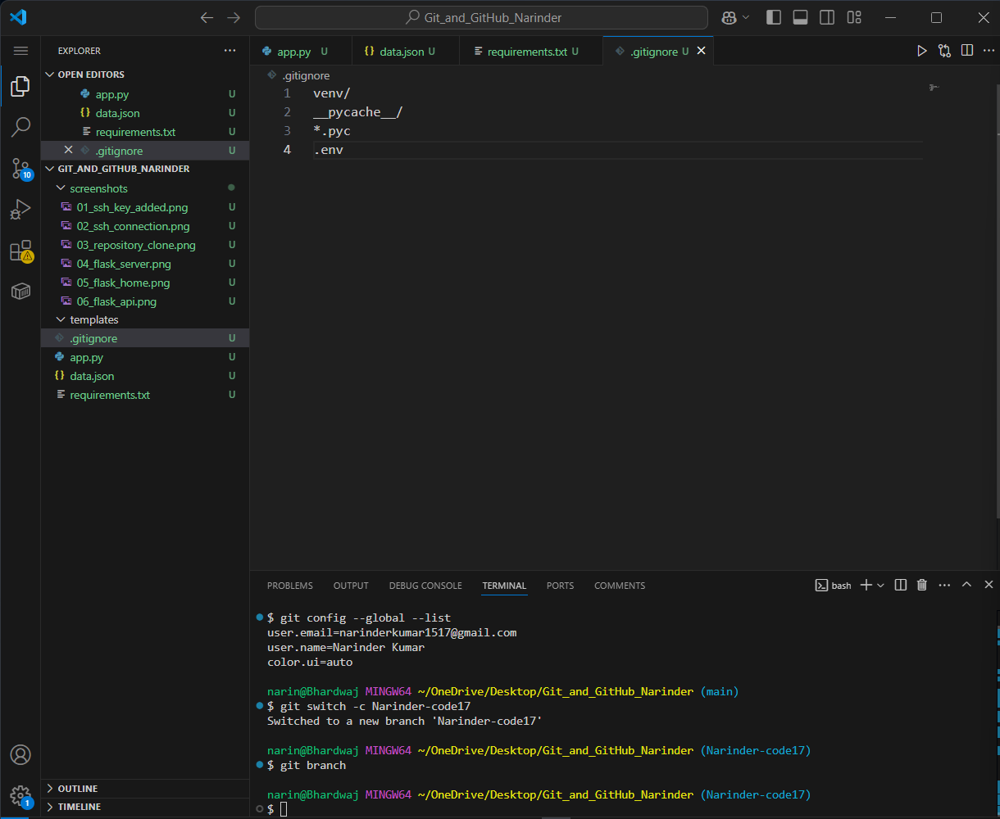 Git_and_GitHub_Narinder
EXPLORER
OPEN EDITORS
app.py U
data.json U
requirements.txt U
.gitignore U
GIT_AND_GITHUB_NARINDER
screenshots
01_ssh_key_added.png U
02_ssh_connection.png U
03_repository_clone.png U
04_flask_server.png U
05_flask_home.png U
06_flask_api.png U
templates
.gitignore U
app.py U
data.json U
requirements.txt U
OUTLINE
TIMELINE
10
1
app.py U data.json U requirements.txt U .gitignore U
.gitignore
1 venv/
2 __pycache__/
3 *.pyc
4 .env
PROBLEMS OUTPUT DEBUG CONSOLE TERMINAL PORTS COMMENTS bash
$ git config --global --list
user.email=narinderkumar1517@gmail.com
user.name=Narinder Kumar
color.ui=auto
narin@Bhardwaj MINGW64 ~/OneDrive/Desktop/Git_and_GitHub_Narinder (main)
$ git switch -c Narinder-code17
Switched to a new branch 'Narinder-code17'
narin@Bhardwaj MINGW64 ~/OneDrive/Desktop/Git_and_GitHub_Narinder (Narinder-code17)
$ git branch
narin@Bhardwaj MINGW64 ~/OneDrive/Desktop/Git_and_GitHub_Narinder (Narinder-code17)
$